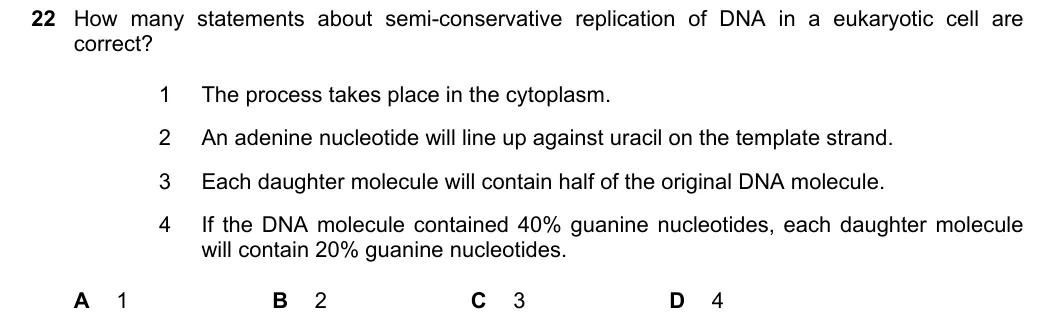 22 How many statements about semi-conservative replication of DNA in a eukaryotic cell are
correct?
1 The process takes place in the cytoplasm.
2 An adenine nucleotide will line up against uracil on the template strand.
3 Each daughter molecule will contain half of the original DNA molecule.
4 If the DNA molecule contained 40% guanine nucleotides, each daughter molecule
will contain 20% guanine nucleotides.
A 1 B 2 C 3 D 4